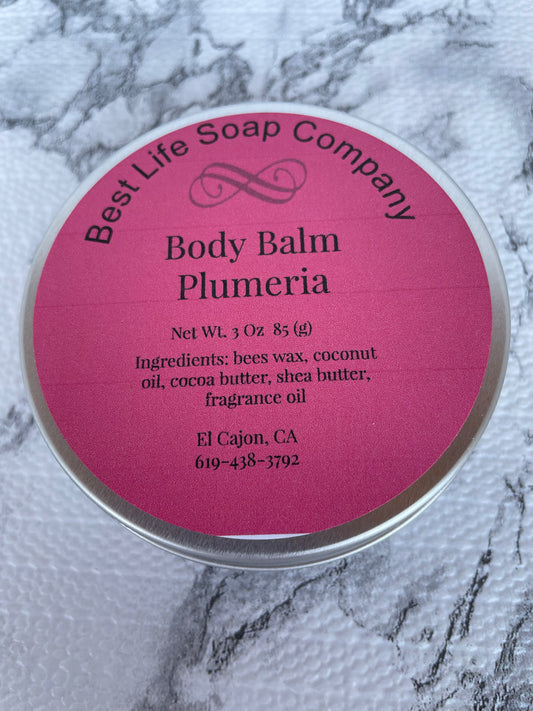 Best Life Soap Company
Body Balm
Plumeria
Net Wt. 3 Oz 85 (g)
Ingredients: bees wax, coconut
oil, cocoa butter, shea butter,
fragrance oil
El Cajon, CA
619-438-3792